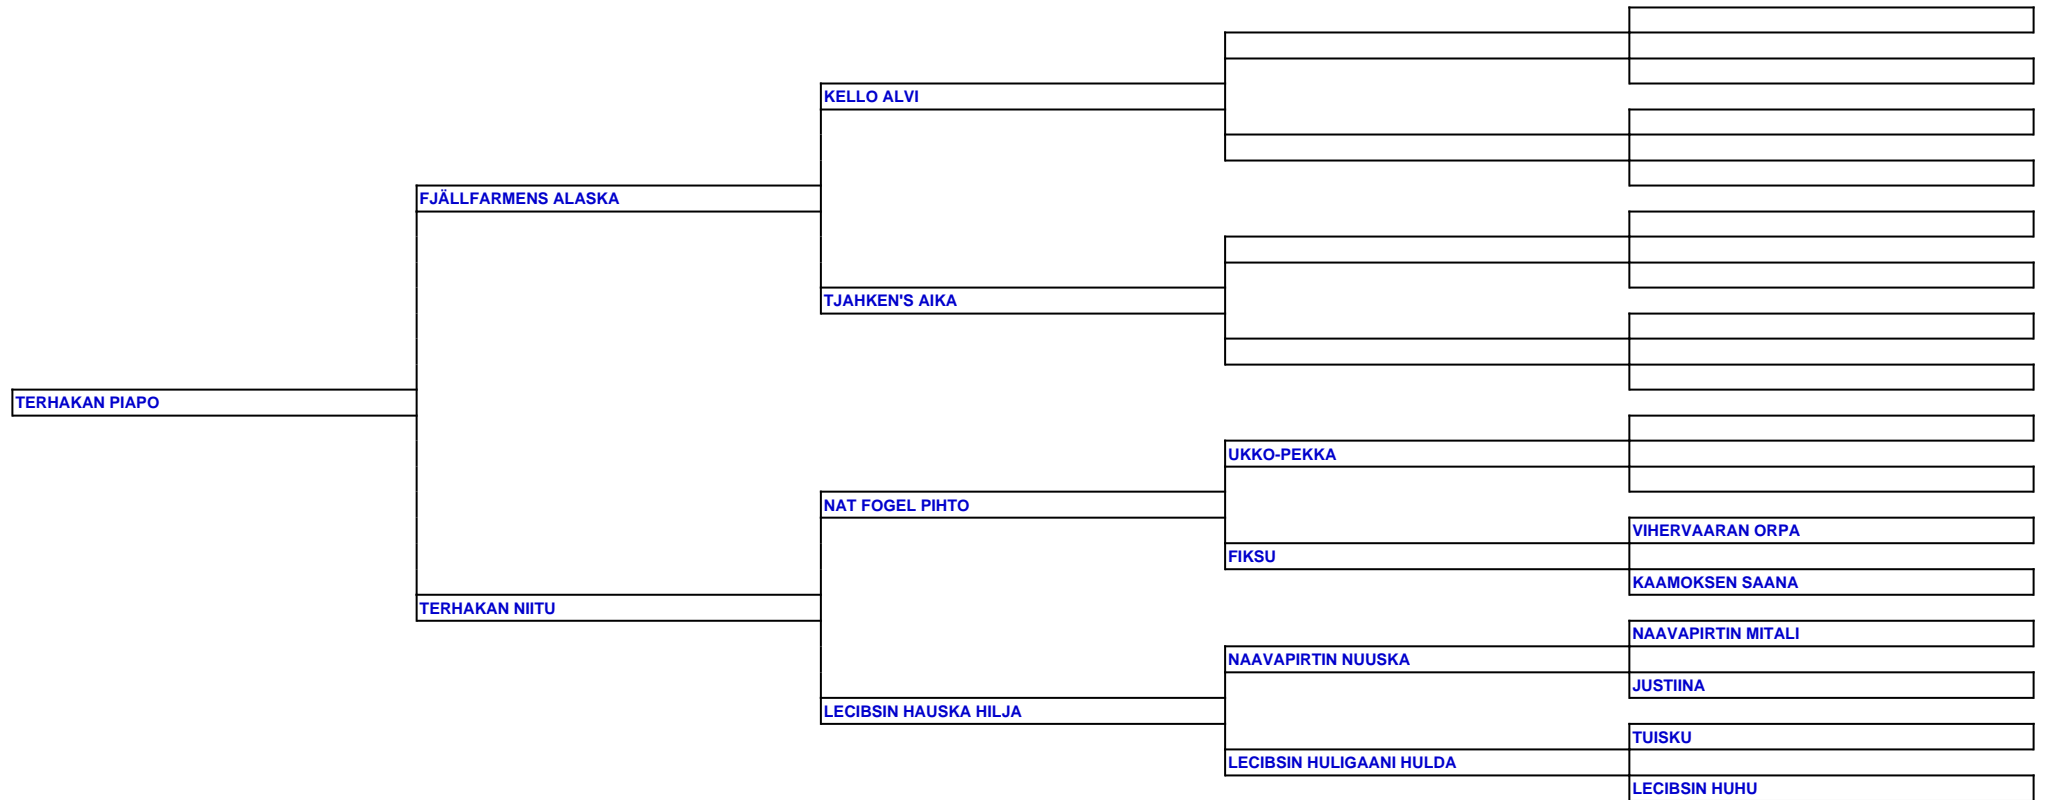 KELLO ALVI
FJÄLLFARMENS ALASKA
TJAHKEN'S AIKA
TERHAKAN PIAPO
UKKO-PEKKA
NAT FOGEL PIHTO
VIHERVAARAN ORPA
FIKSU
KAAMOKSEN SAANA
TERHAKAN NIITU
NAAVAPIRTIN MITALI
NAAVAPIRTIN NUUSKA
JUSTIINA
LECIBSIN HAUSKA HILJA
TUISKU
LECIBSIN HULIGAANI HULDA
LECIBSIN HUHU